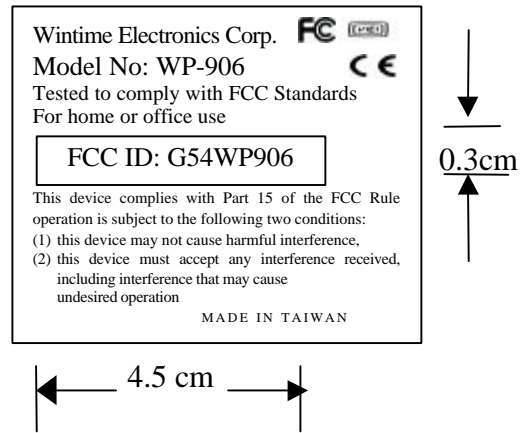 Wintime Electronics Corp. FC
Model No: WP-906 CE
Tested to comply with FCC Standards
For home or office use
FCC ID: G54WP906
0.3cm
This device complies with Part 15 of the FCC Rule
operation is subject to the following two conditions:
(1) this device may not cause harmful interference,
(2) this device must accept any interference received,
including interference that may cause
undesired operation
MADE IN TAIWAN
4.5 cm